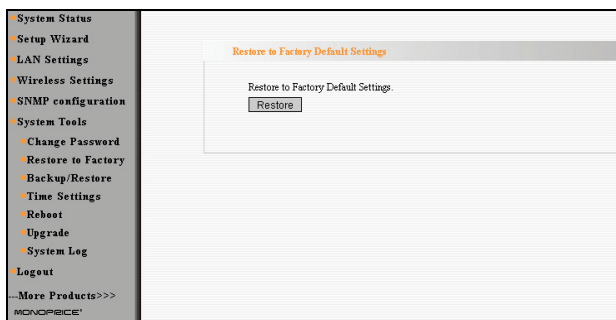 System Status
Setup Wizard
LAN Settings
Wireless Settings
SNMP configuration
System Tools
Change Password
Restore to Factory
Backup/Restore
Time Settings
Reboot
Upgrade
System Log
Logout
---More Products>>>
MONOPRICE®
Restore to Factory Default Settings
Restore to Factory Default Settings.
Restore